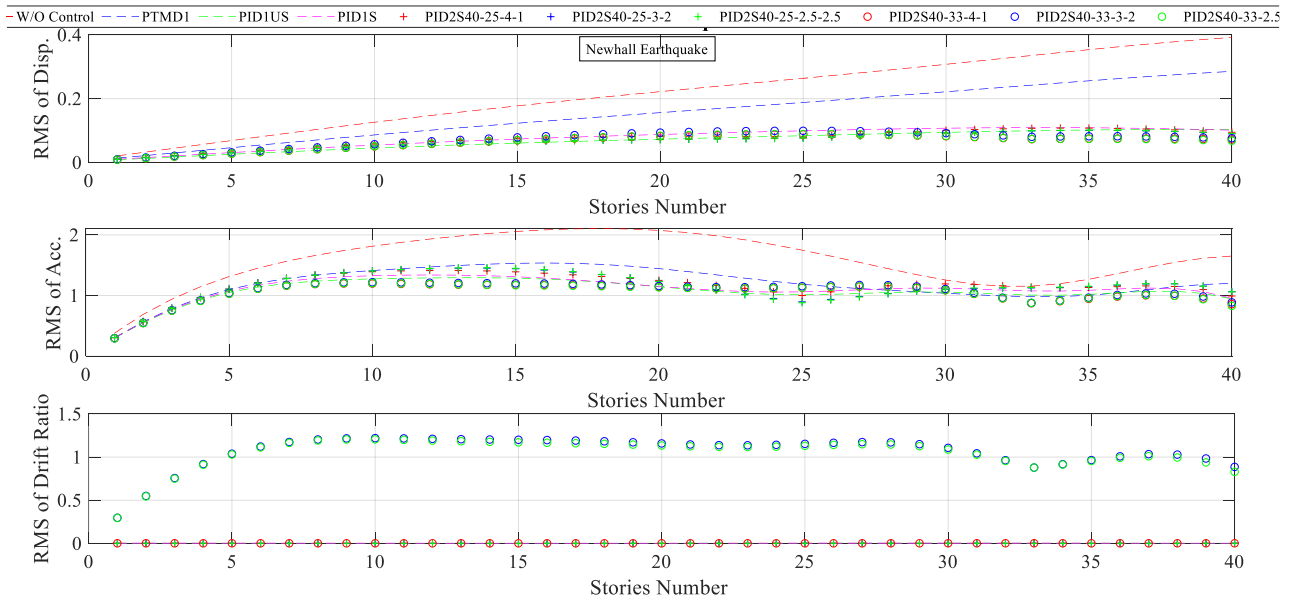 W/O Control PTMD1 PID1US PID1S PID2S40-25-4-1 PID2S40-25-3-2 PID2S40-25-2.5-2.5 PID2S40-33-4-1 PID2S40-33-3-2 PID2S40-33-2.5
Newhall Earthquake
RMS of Disp.
0.4
0.2
0
0 5 10 15 20 25 30 35 40
Stories Number
RMS of Acc.
2
1
0
0 5 10 15 20 25 30 35 40
Stories Number
RMS of Drift Ratio
1.5
1
0.5
0
0 5 10 15 20 25 30 35 40
Stories Number